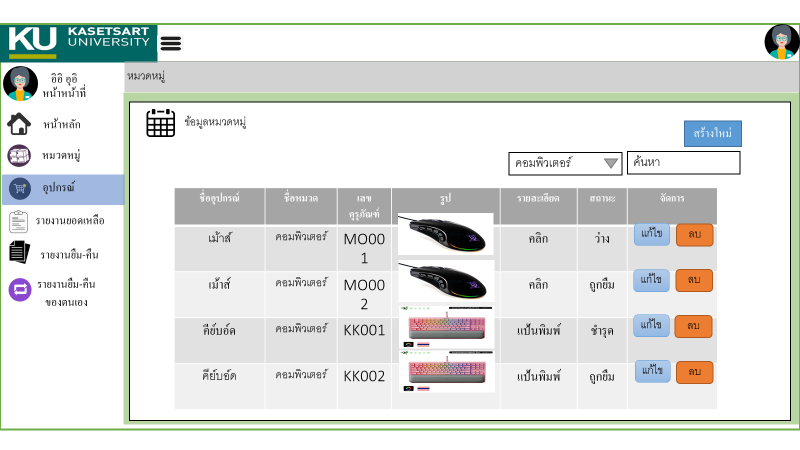 KU KASETSART
UNIVERSITY
อิอิ อุอิ
หน้าหน้าที่
หน้าหลัก
หมวดหมู่
อุปกรณ์
รายงานยอดเหลือ
รายงานยืม-คืน
รายงานยืม-คืน
ของตนเอง
หมวดหมู่
ข้อมูลหมวดหมู่
สร้างใหม่
คอมพิวเตอร์ ค้นหา
ชื่ออุปกรณ์ ชื่อหมวด เลข รูป รายละเอียด สถานะ จัดการ
คุรุภัณฑ์
เม้าส์ คอมพิวเตอร์ MO00 คลิก ว่าง แก้ไข ลบ
1
เม้าส์ คอมพิวเตอร์ MO00 คลิก ถูกยืม แก้ไข ลบ
2
คีย์บอ์ด คอมพิวเตอร์ KK001 แป้นพิมพ์ ชำรุด แก้ไข ลบ
คีย์บอ์ด คอมพิวเตอร์ KK002 แป้นพิมพ์ ถูกยืม แก้ไข ลบ